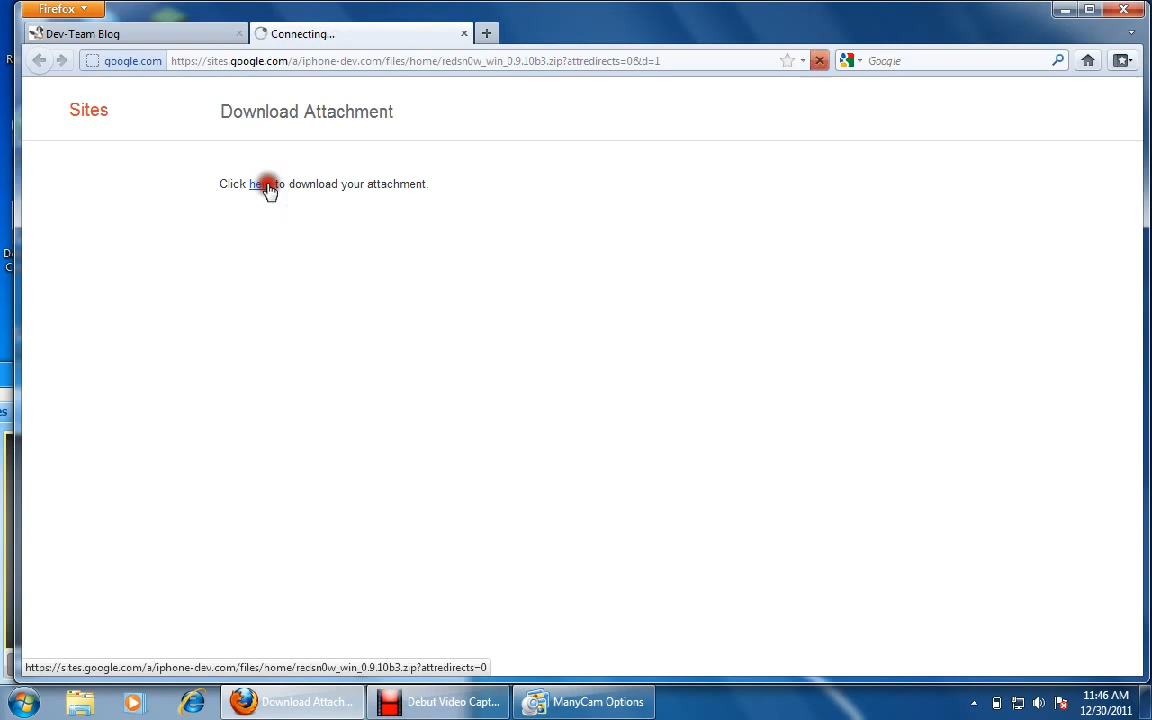 Firefox
Dev-Team Blog
Connecting...
google.com
https://sites.google.com/a/iphone-dev.com/files/home/redsn0w_win_0.9.10b3.zip?attredirects=0&d=1
Google
Sites
Download Attachment
Click here to download your attachment.
https://sites.google.com/a/iphone-dev.com/files/home/redsn0w_win_0.9.10b3.zip?attredirects=0
Download Attach...
Debut Video Capt...
ManyCam Options
11:46 AM
12/30/2011